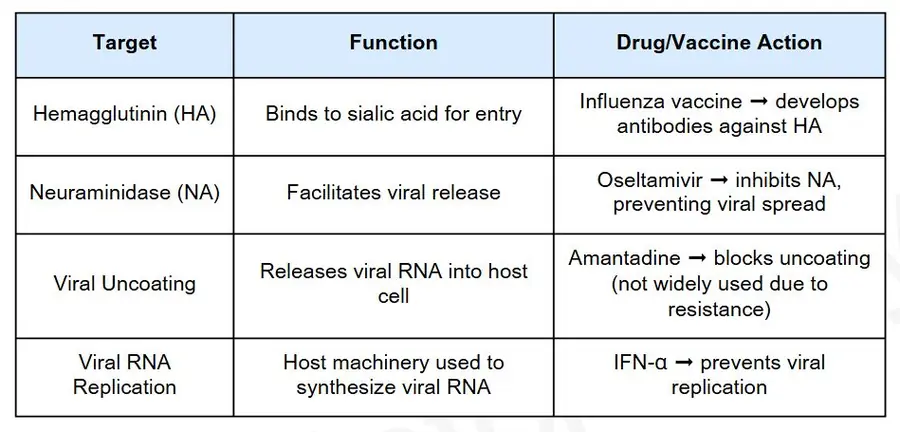 Target
Function
Drug/Vaccine Action
Hemagglutinin (HA)
Binds to sialic acid for entry
Influenza vaccine ➞ develops
antibodies against HA
Neuraminidase (NA)
Facilitates viral release
Oseltamivir ➞ inhibits NA,
preventing viral spread
Viral Uncoating
Releases viral RNA into host
cell
Amantadine ➞ blocks uncoating
(not widely used due to
resistance)
Viral RNA
Replication
Host machinery used to
synthesize viral RNA
IFN-α ➞ prevents viral
replication